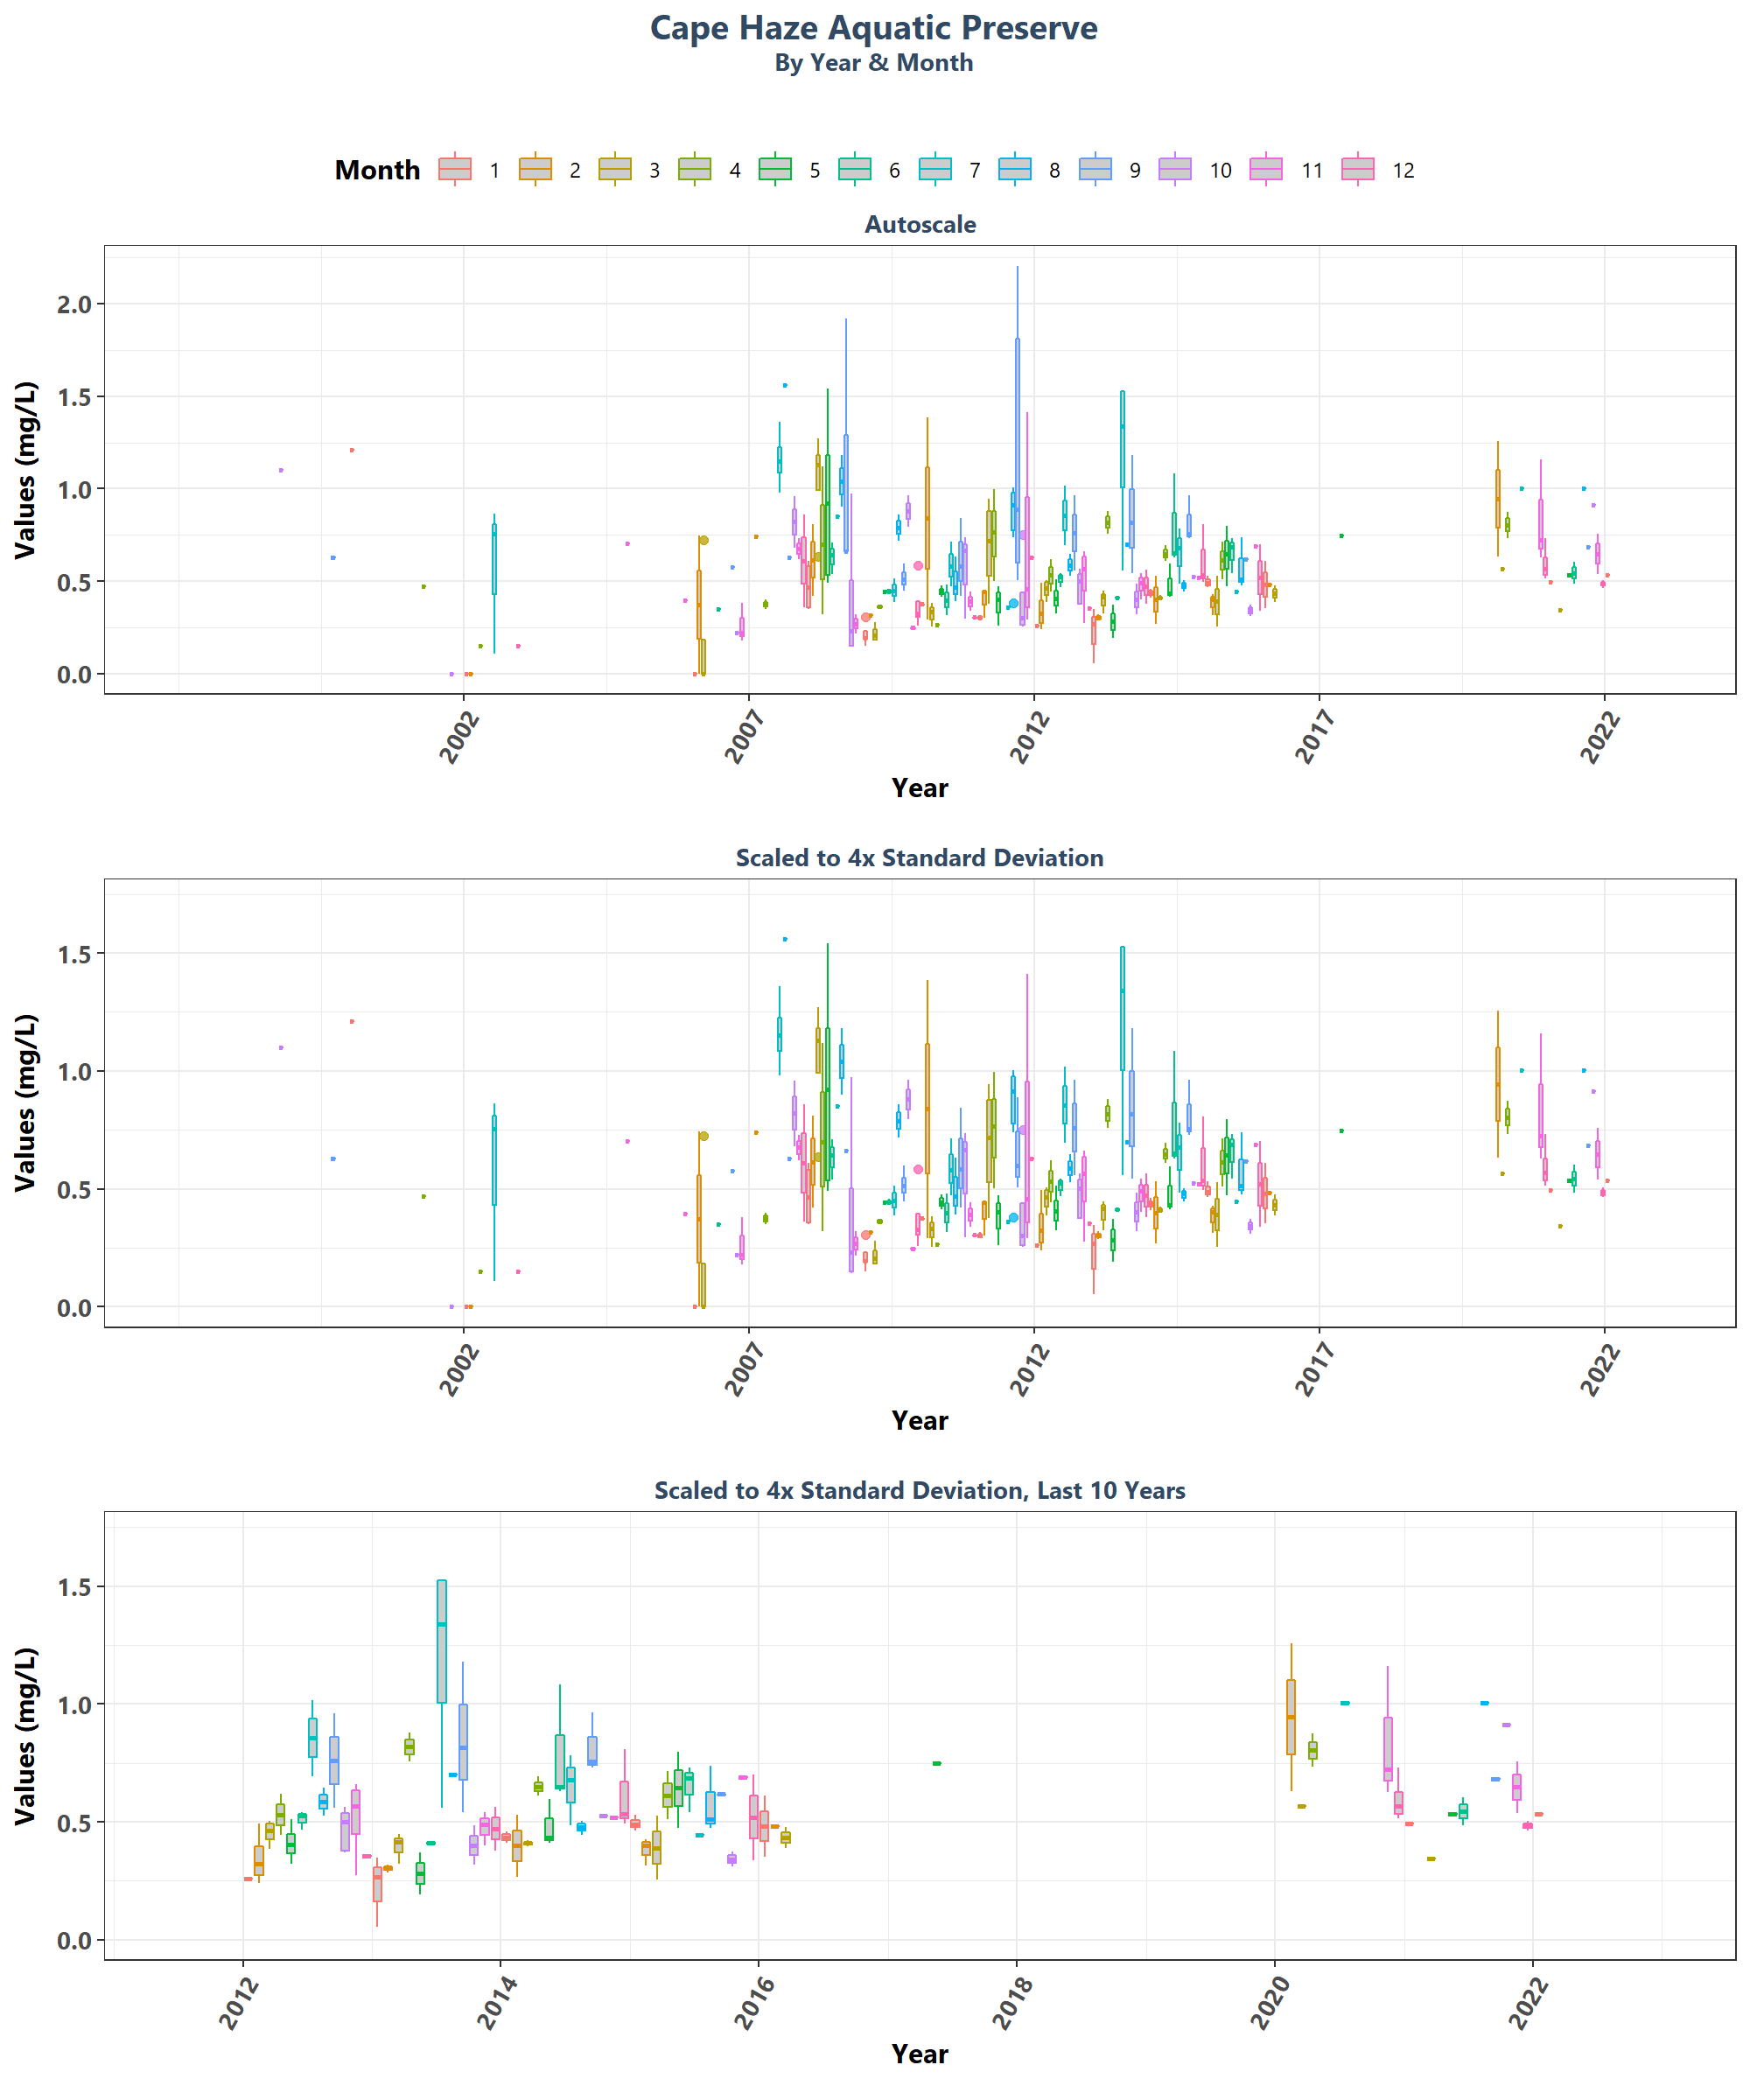 Cape Haze Aquatic Preserve
By Year & Month
Month 1 2 3 4 5 6 7 8 9 10 11 12
Autoscale
Values (mg/L)
2.0
1.5
1.0
0.5
0.0
2002 2007 2012 2017 2022
Year
Scaled to 4x Standard Deviation
Values (mg/L)
1.5
1.0
0.5
0.0
2002 2007 2012 2017 2022
Year
Scaled to 4x Standard Deviation, Last 10 Years
Values (mg/L)
1.5
1.0
0.5
0.0
2012 2014 2016 2018 2020 2022
Year